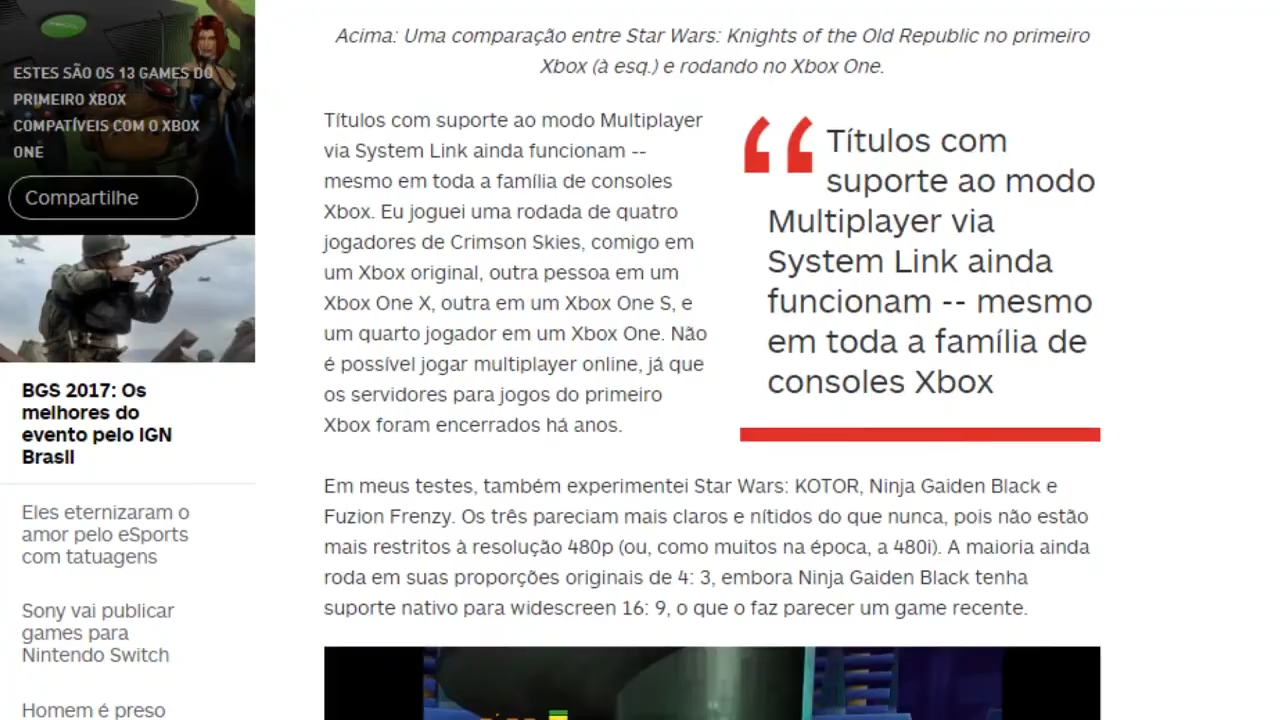 ESTES SÃO OS 13 GAMES DO
PRIMEIRO XBOX
COMPATÍVEIS COM O XBOX
ONE
Compartilhe
BGS 2017: Os
melhores do
evento pelo IGN
Brasil
Eles eternizaram o
amor pelo eSports
com tatuagens
Sony vai publicar
games para
Nintendo Switch
Homem é preso
Acima: Uma comparação entre Star Wars: Knights of the Old Republic no primeiro
Xbox (à esq.) e rodando no Xbox One.
Títulos com suporte ao modo Multiplayer
via System Link ainda funcionam --
mesmo em toda a família de consoles
Xbox. Eu joguei uma rodada de quatro
jogadores de Crimson Skies, comigo em
um Xbox original, outra pessoa em um
Xbox One X, outra em um Xbox One S, e
um quarto jogador em um Xbox One. Não
é possível jogar multiplayer online, já que
os servidores para jogos do primeiro
Xbox foram encerrados há anos.
“ Títulos com
suporte ao modo
Multiplayer via
System Link ainda
funcionam -- mesmo
em toda a família de
consoles Xbox
Em meus testes, também experimentei Star Wars: KOTOR, Ninja Gaiden Black e
Fuzion Frenzy. Os três pareciam mais claros e nítidos do que nunca, pois não estão
mais restritos à resolução 480p (ou, como muitos na época, a 480i). A maioria ainda
roda em suas proporções originais de 4: 3, embora Ninja Gaiden Black tenha
suporte nativo para widescreen 16: 9, o que o faz parecer um game recente.